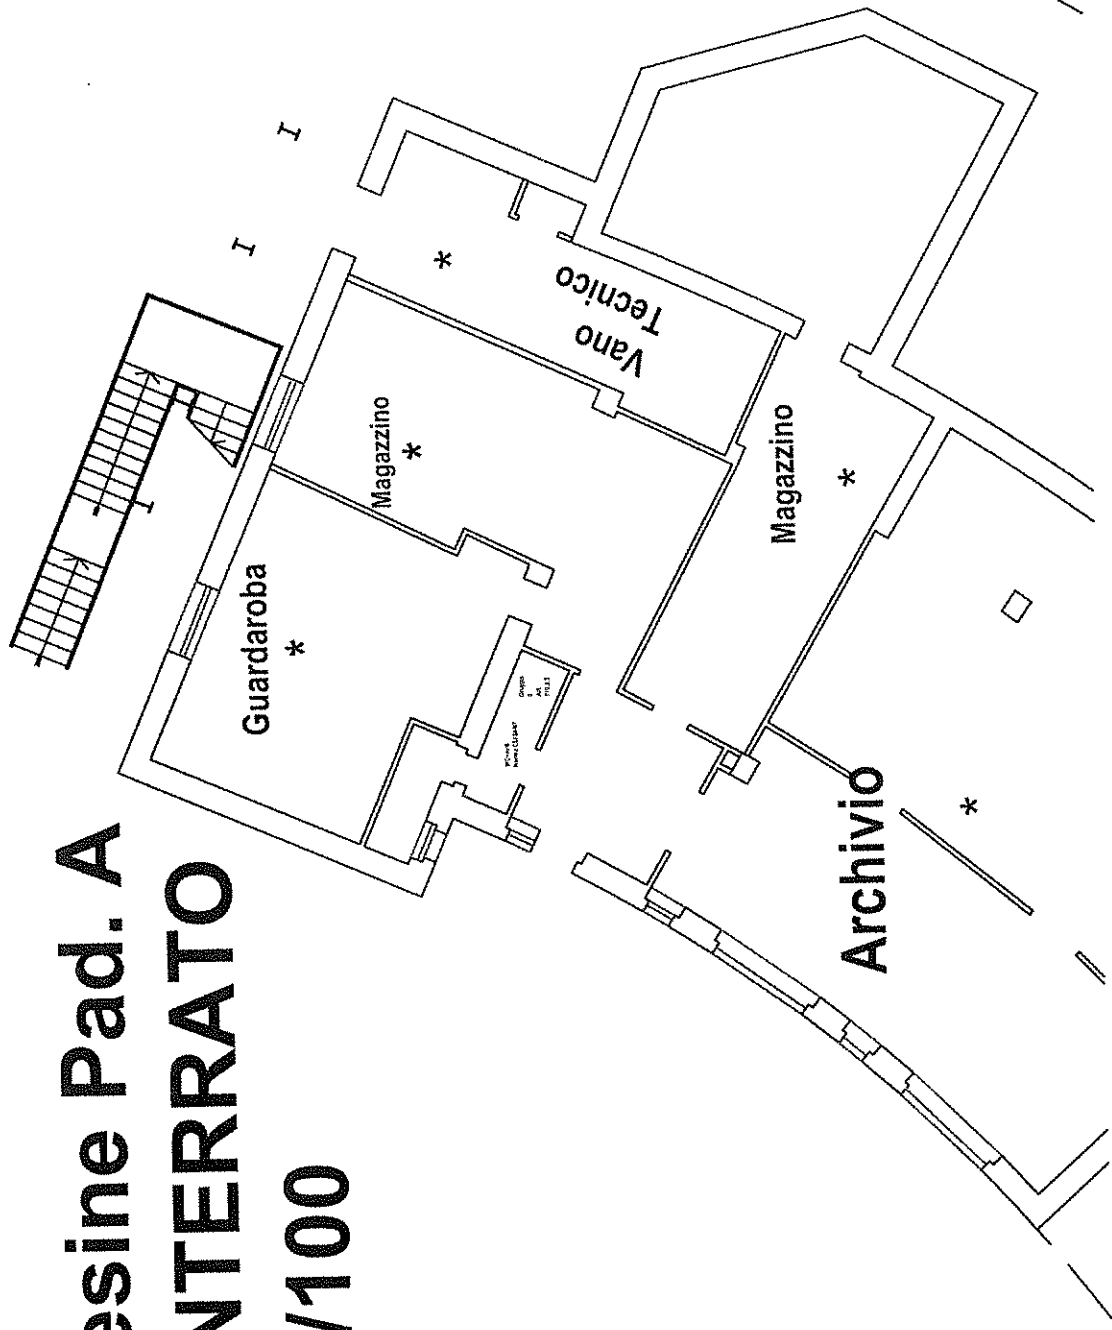 esine Pad. A
NTERRATO
/100
Guardaroba
*
Magazzino
*
Vano
Tecnico
*
Magazzino
*
Archivio
*